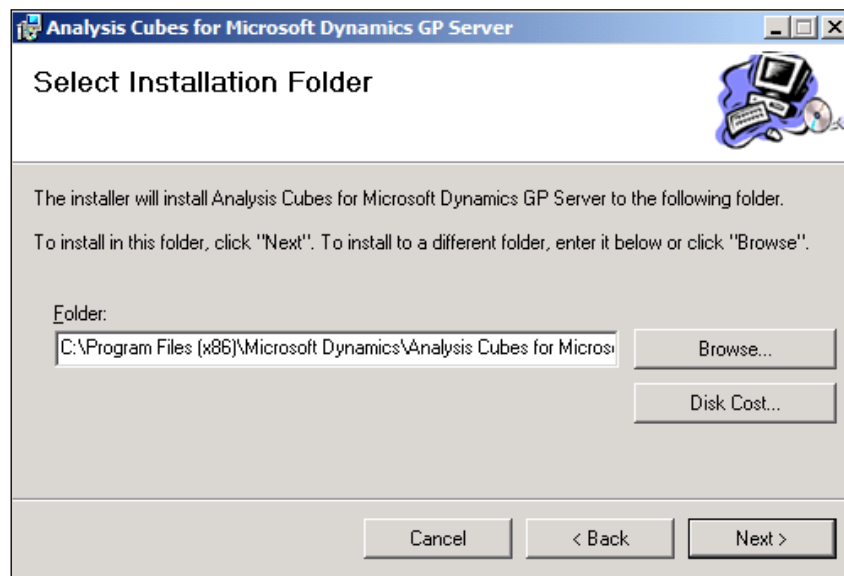 Analysis Cubes for Microsoft Dynamics GP Server
Select Installation Folder
The installer will install Analysis Cubes for Microsoft Dynamics GP Server to the following folder.
To install in this folder, click "Next". To install to a different folder, enter it below or click "Browse".
Folder:
C:\Program Files (x86)\Microsoft Dynamics\Analysis Cubes for Micros
Browse...
Disk Cost...
Cancel
< Back
Next >